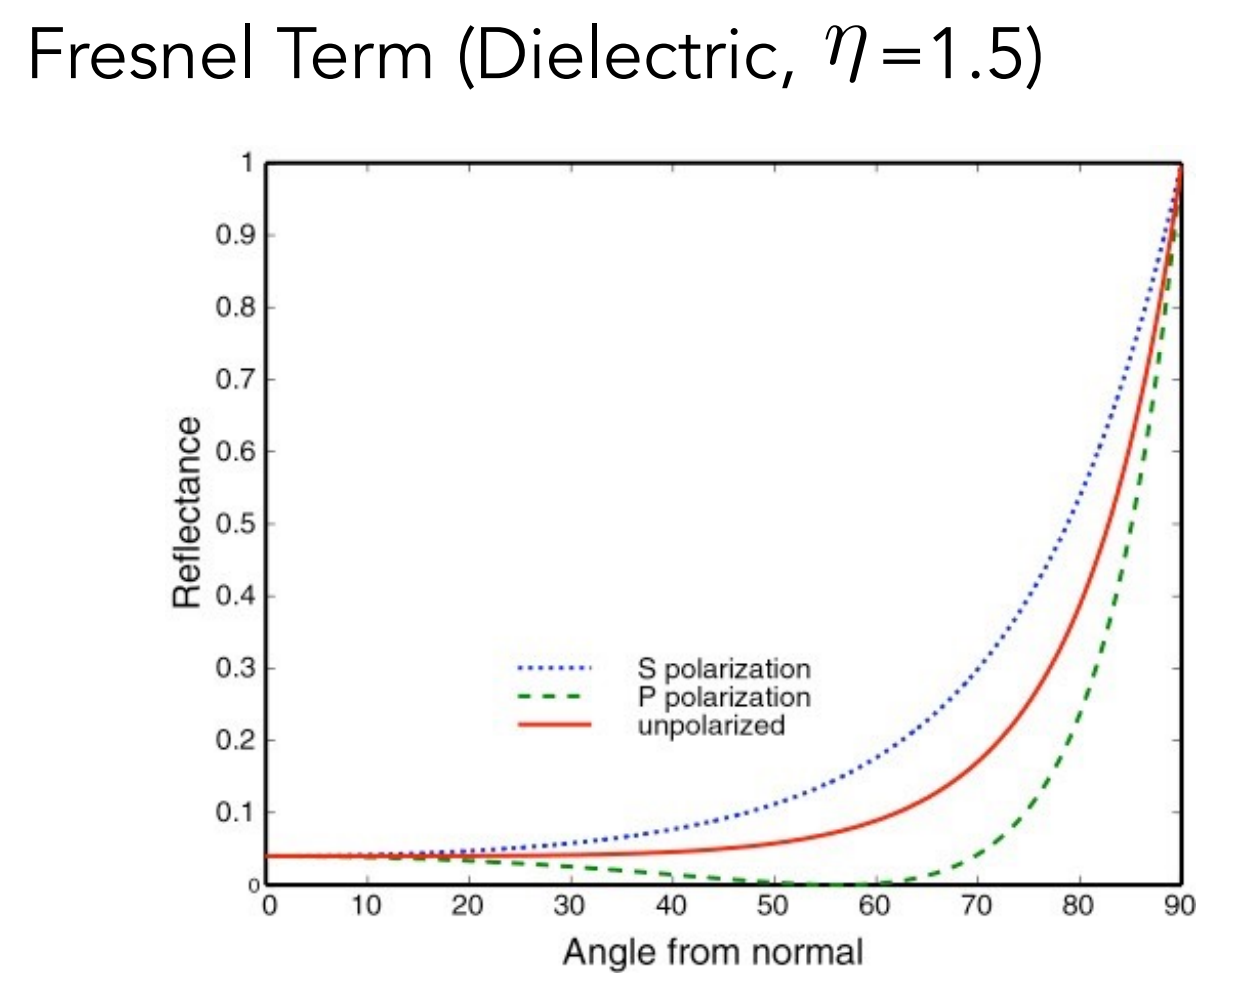 Fresnel Term (Dielectric, η=1.5)
1
0.9
0.8
0.7
0.6
0.5
0.4
0.3
0.2
0.1
0
Reflectance
S polarization
P polarization
unpolarized
0 10 20 30 40 50 60 70 80 90
Angle from normal